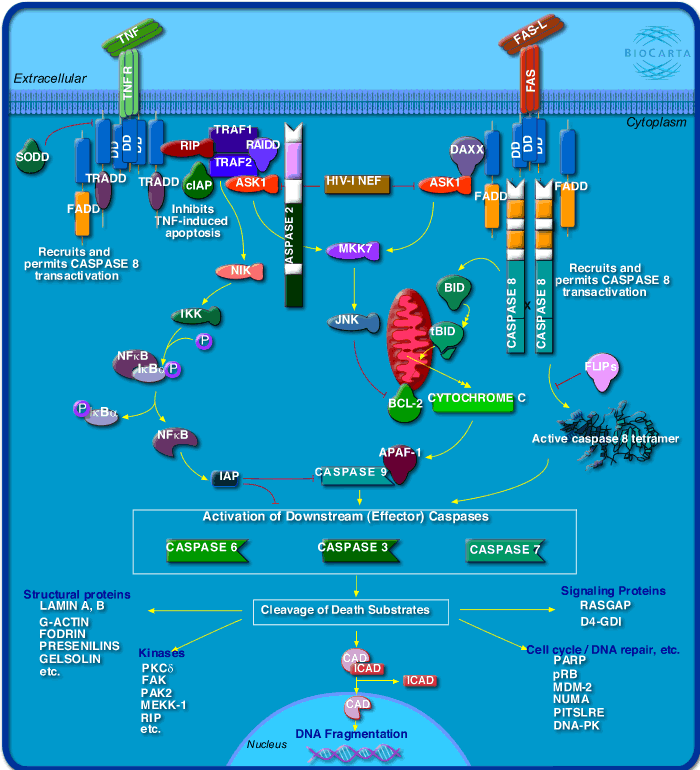 TNF
FAS-L
BIOCARTA
Extracellular
TNF R
FAS
Cytoplasm
SODD
DD
DD
DD
DD
RIP
TRAF1
TRAF2
RAIDD
cIAP
ASK1
HIV-I NEF
ASK1
DAXX
TRADD
TRADD
FADD
FADD
FADD
Inhibits
TNF-induced
apoptosis
ASPASE 2
Recruits and
permits CASPASE 8
transactivation
MKK7
NIK
BID
CASPASE 8
X
CASPASE 8
Recruits and
permits CASPASE 8
transactivation
IKK
P
JNK
tBID
NFκB
IκBα
P
FLIPs
P
IκBα
BCL-2
CYTOCHROME C
NFκB
Active caspase 8 tetramer
APAF-1
IAP
CASPASE 9
Activation of Downstream (Effector) Caspases
CASPASE 6
CASPASE 3
CASPASE 7
Cleavage of Death Substrates
Structural proteins
LAMIN A, B
G-ACTIN
FODRIN
PRESENILINS
GELSOLIN
etc.
Kinases
PKCδ
FAK
PAK2
MEKK-1
RIP
etc.
Signaling Proteins
RASGAP
D4-GDI
Cell cycle / DNA repair, etc.
PARP
pRB
MDM-2
NUMA
PITSLRE
DNA-PK
CAD
ICAD
ICAD
CAD
DNA Fragmentation
Nucleus